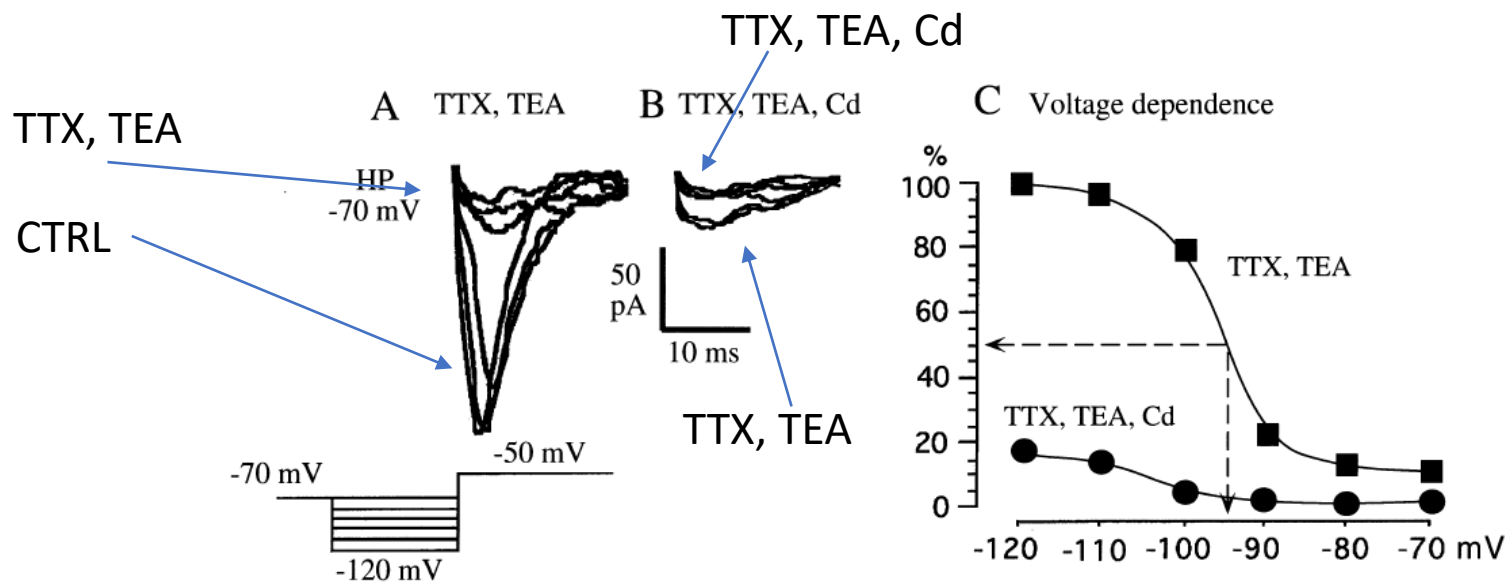 TTX, TEA, Cd
A TTX, TEA
B TTX, TEA, Cd
C Voltage dependence
TTX, TEA
HP
-70 mV
CTRL
50
pA
10 ms
TTX, TEA
-50 mV
-70 mV
-120 mV
%
100
80
60
40
20
0
TTX, TEA
TTX, TEA, Cd
-120 -110 -100 -90 -80 -70 mV